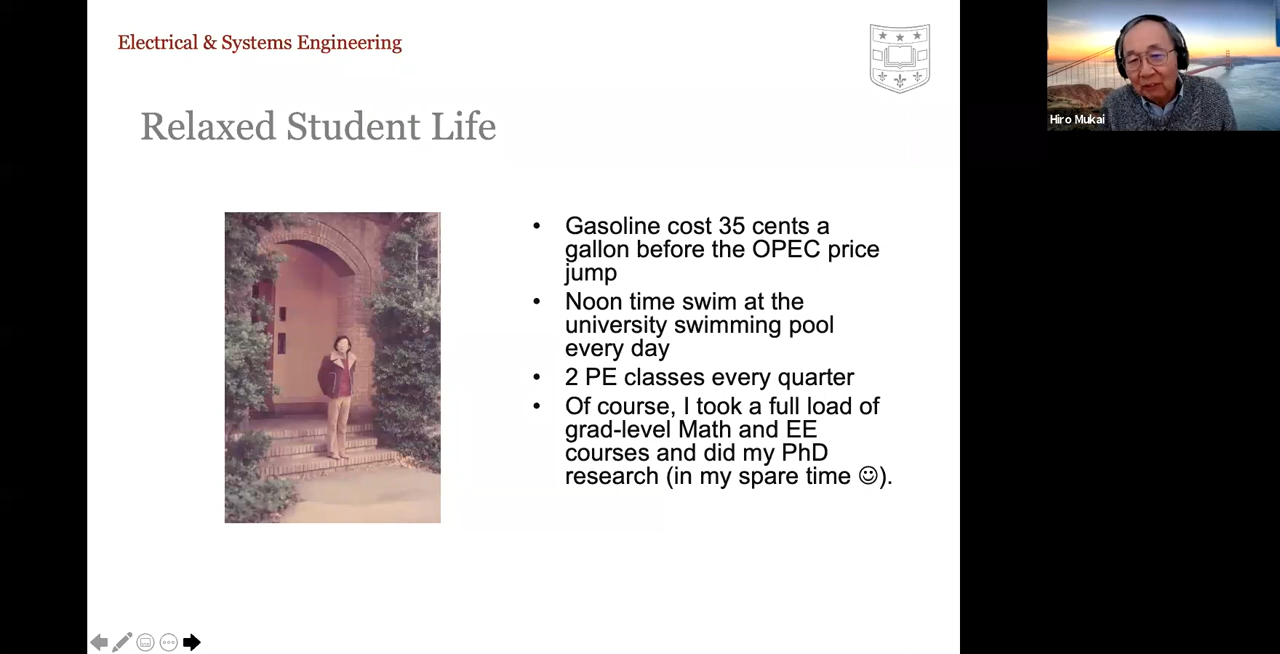 Electrical & Systems Engineering
Relaxed Student Life
• Gasoline cost 35 cents a
gallon before the OPEC price
jump
• Noon time swim at the
university swimming pool
every day
• 2 PE classes every quarter
• Of course, I took a full load of
grad-level Math and EE
courses and did my PhD
research (in my spare time ☺).
Hiro Mukai